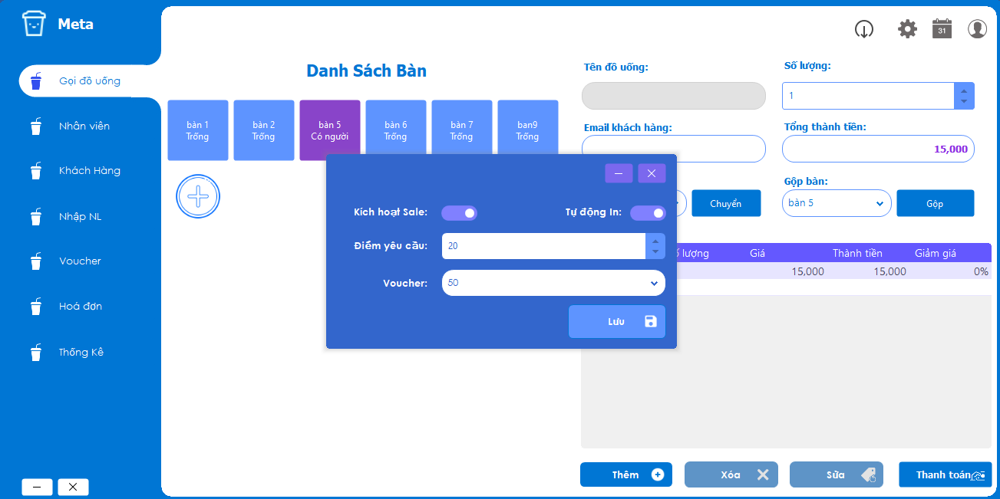 Meta
Gọi đồ uống
Nhân viên
Khách Hàng
Nhập NL
Voucher
Hoá đơn
Thống Kê
31
Danh Sách Bàn
bàn 1
Trống
bàn 2
Trống
bàn 5
Có người
bàn 6
Trống
bàn 7
Trống
ban9
Trống
Tên đồ uống:
Số lượng:
1
Email khách hàng:
Tổng thành tiền:
15,000
Gộp bàn:
Chuyển
bàn 5
Gộp
Kích hoạt Sale:
Tự động In:
Điểm yêu cầu:
20
Voucher:
50
Lưu
lượng
Giá
Thành tiền
Giảm giá
15,000
15,000
0%
Thêm
Xóa
Sửa
Thanh toán